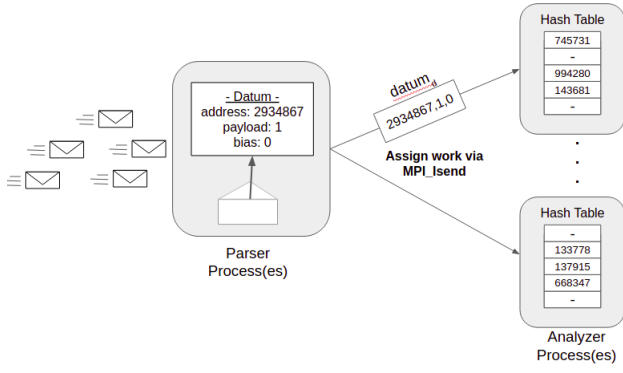 - Datum -
address: 2934867
payload: 1
bias: 0
Parser
Process(es)
datum
2934867,1,0
Assign work via
MPI_Isend
Hash Table
745731
-
994280
143681
-
Hash Table
-
133778
137915
668347
-
Analyzer
Process(es)